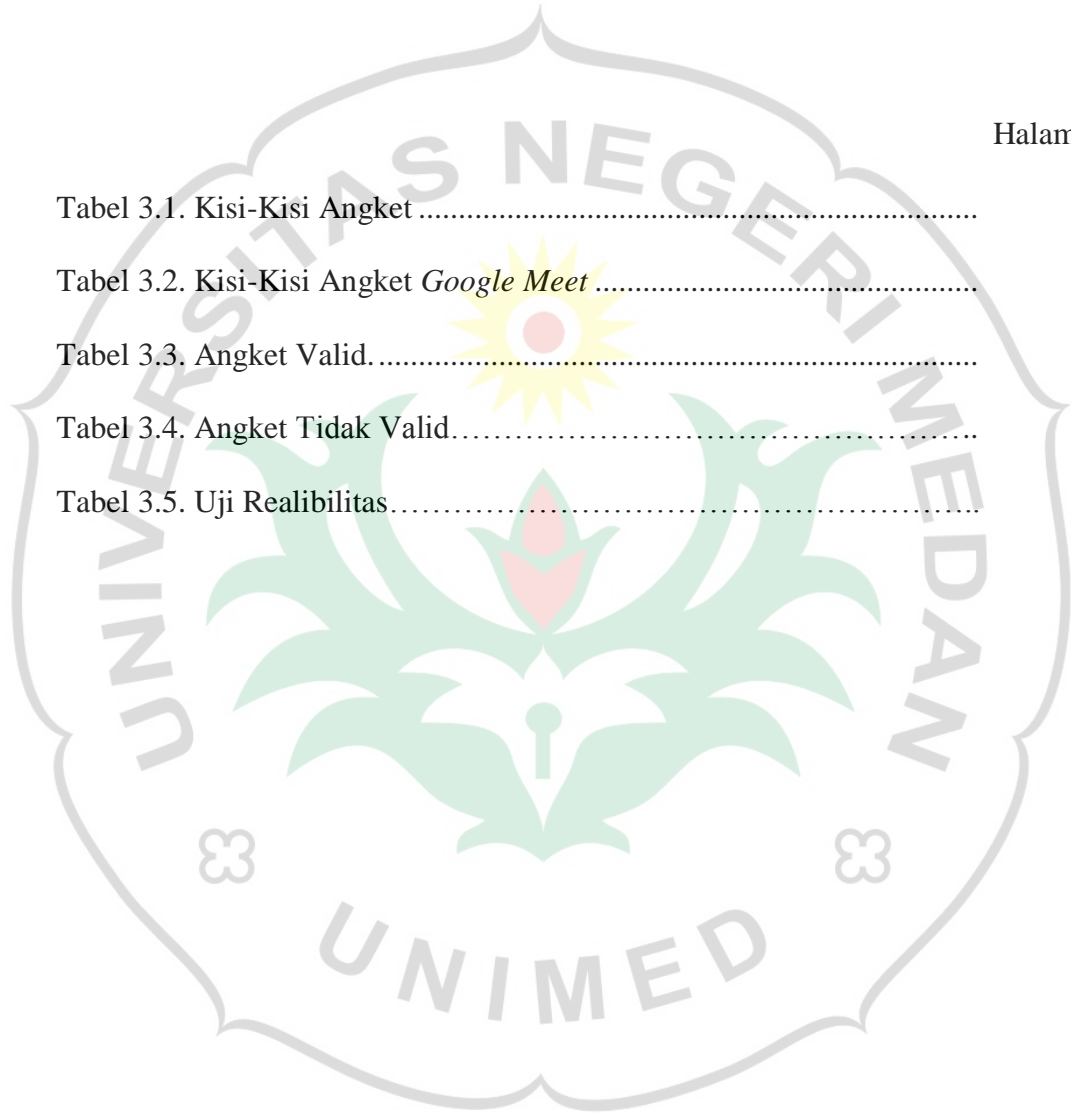 Halam
Tabel 3.1. Kisi-Kisi Angket ......................................................................
Tabel 3.2. Kisi-Kisi Angket Google Meet ................................................
Tabel 3.3. Angket Valid. ...........................................................................
Tabel 3.4. Angket Tidak Valid…………………………………………..
Tabel 3.5. Uji Realibilitas………………………………………………..
UNIVERSITAS NEGERI MEDAN
UNIMED